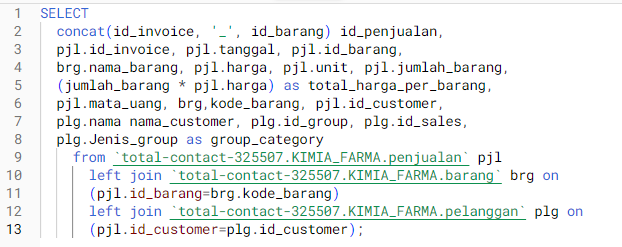 1 SELECT
2 concat(id_invoice, '_', id_barang) id_penjualan,
3 pjl.id_invoice, pjl.tanggal, pjl.id_barang,
4 brg.nama_barang, pjl.harga, pjl.unit, pjl.jumlah_barang,
5 (jumlah_barang * pjl.harga) as total_harga_per_barang,
6 pjl.mata_uang, brg,kode_barang, pjl.id_customer,
7 plg.nama nama_customer, plg.id_group, plg.id_sales,
8 plg.Jenis_group as group_category
9 from `total-contact-325507.KIMIA_FARMA.penjualan` pjl
10 left join `total-contact-325507.KIMIA_FARMA.barang` brg on
11 (pjl.id_barang=brg.kode_barang)
12 left join `total-contact-325507.KIMIA_FARMA.pelanggan` plg on
13 (pjl.id_customer=plg.id_customer);